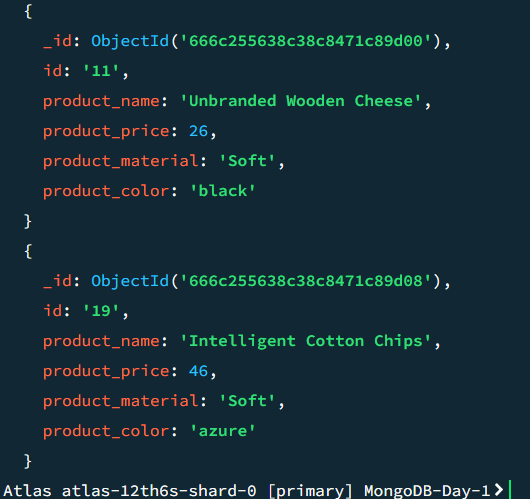 {
_id: ObjectId('666c255638c38c8471c89d00'),
id: '11',
product_name: 'Unbranded Wooden Cheese',
product_price: 26,
product_material: 'Soft',
product_color: 'black'
}
{
_id: ObjectId('666c255638c38c8471c89d08'),
id: '19',
product_name: 'Intelligent Cotton Chips',
product_price: 46,
product_material: 'Soft',
product_color: 'azure'
}
Atlas atlas-12th6s-shard-0 [primary] MongoDB-Day-1>